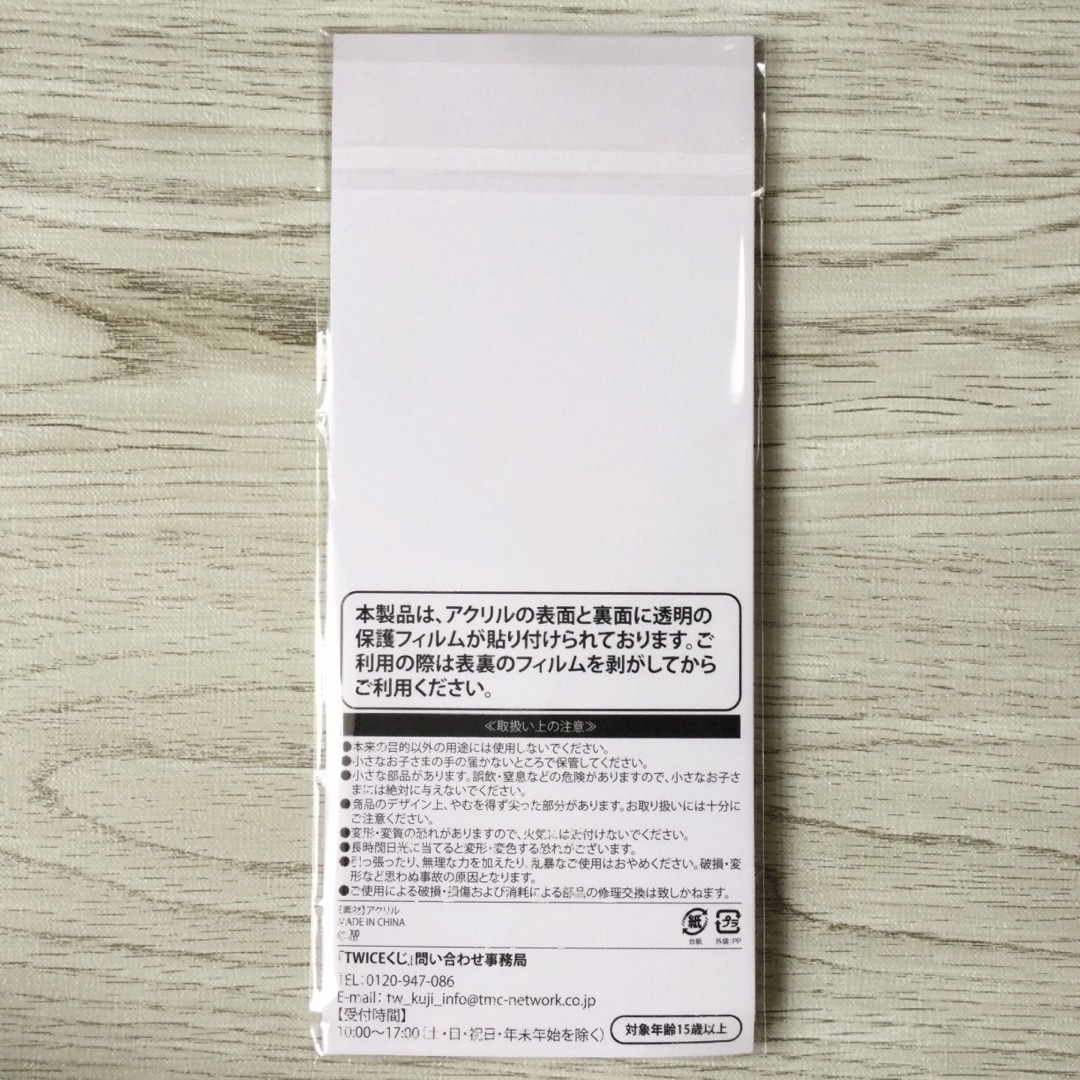 本製品は、アクリルの表面と裏面に透明の
保護フィルムが貼り付けられております。ご
利用の際は表裏のフィルムを剥がしてから
ご利用ください。
≪取扱い上の注意≫
●本来の目的以外の用途には使用しないでください。
●小さなお子さまの手の届かないところで保管してください。
●小さな部品があります。誤飲・窒息などの危険がありますので、小さなお子さ
まには絶対に与えないでください。
●商品のデザイン上、やむを得ず尖った部分があります。お取り扱いには十分に
ご注意ください。
●変形・変質の恐れがありますので、火気には近付けないでください。
●長時間日光に当てると変形・変色する恐れがございます。
●引っ張ったり、無理な力を加えたり、乱暴なご使用はおやめください。破損・変
形など思わぬ事故の原因となります。
●ご使用による破損・損傷および消耗による部品の修理交換は致しかねます。
[素材]アクリル
MADE IN CHINA
紙 プラ
台紙 外袋:PP
「TWICEくじ」問い合わせ事務局
TEL:0120-947-086
E-mail: tw_kuji_info@tmc-network.co.jp
【受付時間】
10:00～17:00(土・日・祝日・年末年始を除く)
対象年齢15歳以上